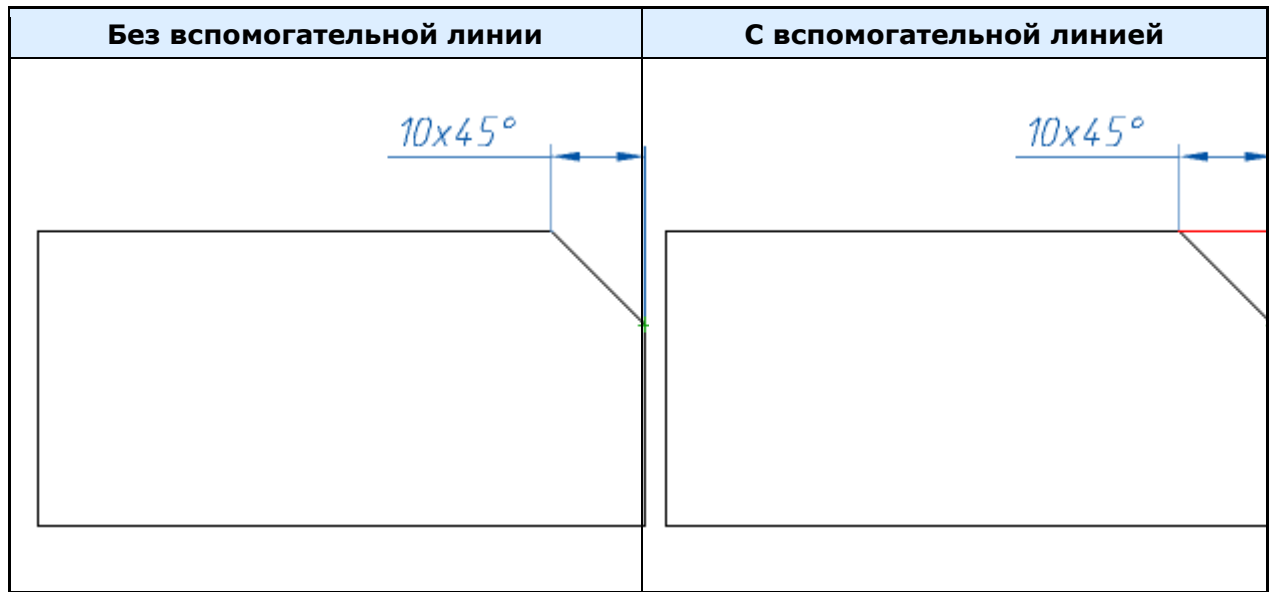 Без вспомогательной линии
С вспомогательной линией
10x45°
10x45°